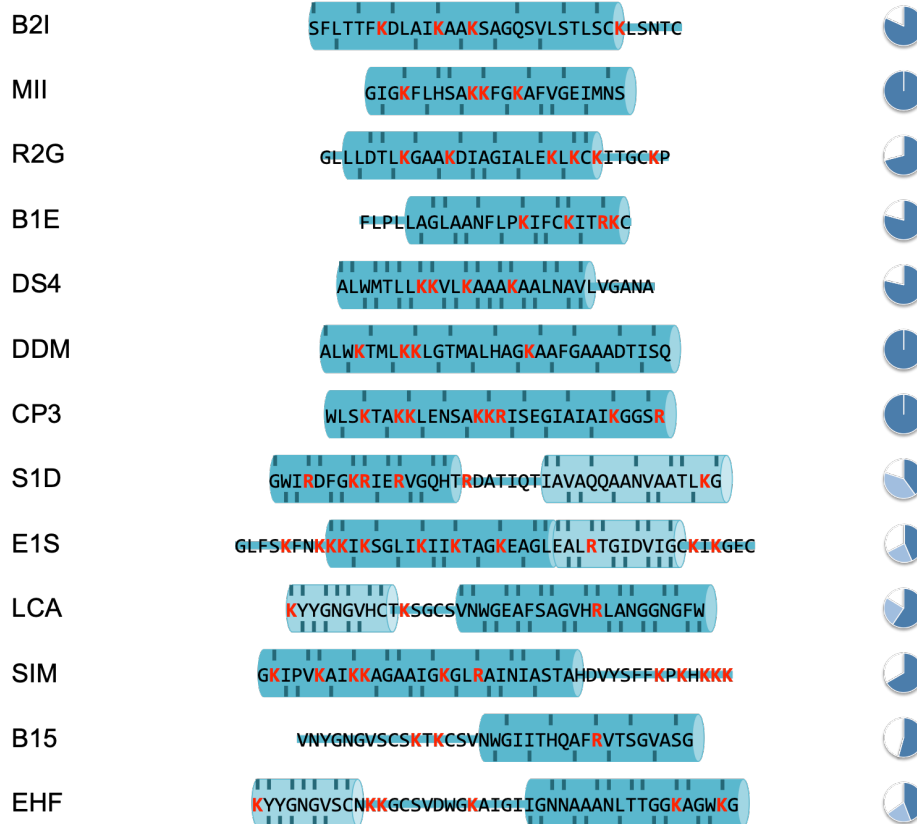 B2I SFLTTFKDLAIKAAKSAGQSVLSTLSCKLSNTC
MII GIGKFLHSAKKFGKAFVGEIMNS
R2G GLLLDTLKGAAKDIAGIALEKLKCKITGCKP
B1E FLPLLAGLAANFLPKIFCKITRKC
DS4 ALWMTLLKKVLKAAAKAALNAVLVGANA
DDM ALWKTMLKKLGTMALHAGKAAFGAAADTISQ
CP3 WLSKTAKKLENSAKKRISEGIAIAIKGGSR
S1D GWIRDFGKRIERVGQHTRDATIQTIAVAQQAANVAATLKG
E1S GLFSKFNKKKIKSGLIKIIKTAGKEAGLEALRTGIDVIGCKIKGEC
LCA KYYGNGVHCTKSGCSVNWGEAFSAGVHRLANGGNGFW
SIM GKIPVKAIKKAGAAIGKGLRAINIASTAHDVYSFFKPKHKKK
B15 VNYGNGVSCSKTKCSVNWGIITHQAFRVTSGVASG
EHF KYYGNGVSCNKKGCSVDWGKAIGIIGNNAAANLTTGGKAGWKG